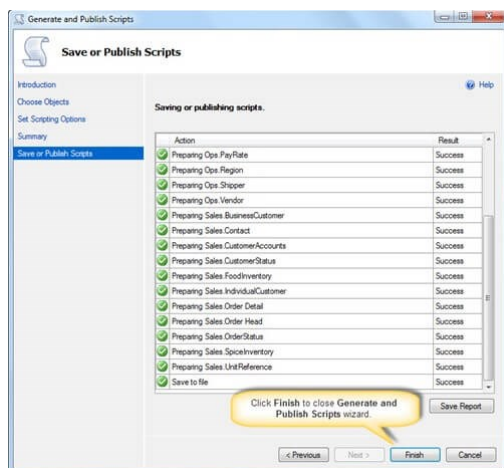 Generate and Publish Scripts
Save or Publish Scripts
Introduction
Choose Objects
Set Scripting Options
Summary
Save or Publish Scripts
Help
Saving or publishing scripts.
Action Result
Preparing Ops.PayRate Success
Preparing Ops.Region Success
Preparing Ops.Shipper Success
Preparing Ops.Vendor Success
Preparing Sales.BusinessCustomer Success
Preparing Sales.Contact Success
Preparing Sales.CustomerAccounts Success
Preparing Sales.CustomerStatus Success
Preparing Sales.FoodInventory Success
Preparing Sales.IndividualCustomer Success
Preparing Sales.Order Detail Success
Preparing Sales.Order Head Success
Preparing Sales.OrderStatus Success
Preparing Sales.SpiceInventory Success
Preparing Sales.UnitReference Success
Save to file Success
Click Finish to close Generate and
Publish Scripts wizard.
Save Report
< Previous Next > Finish Cancel